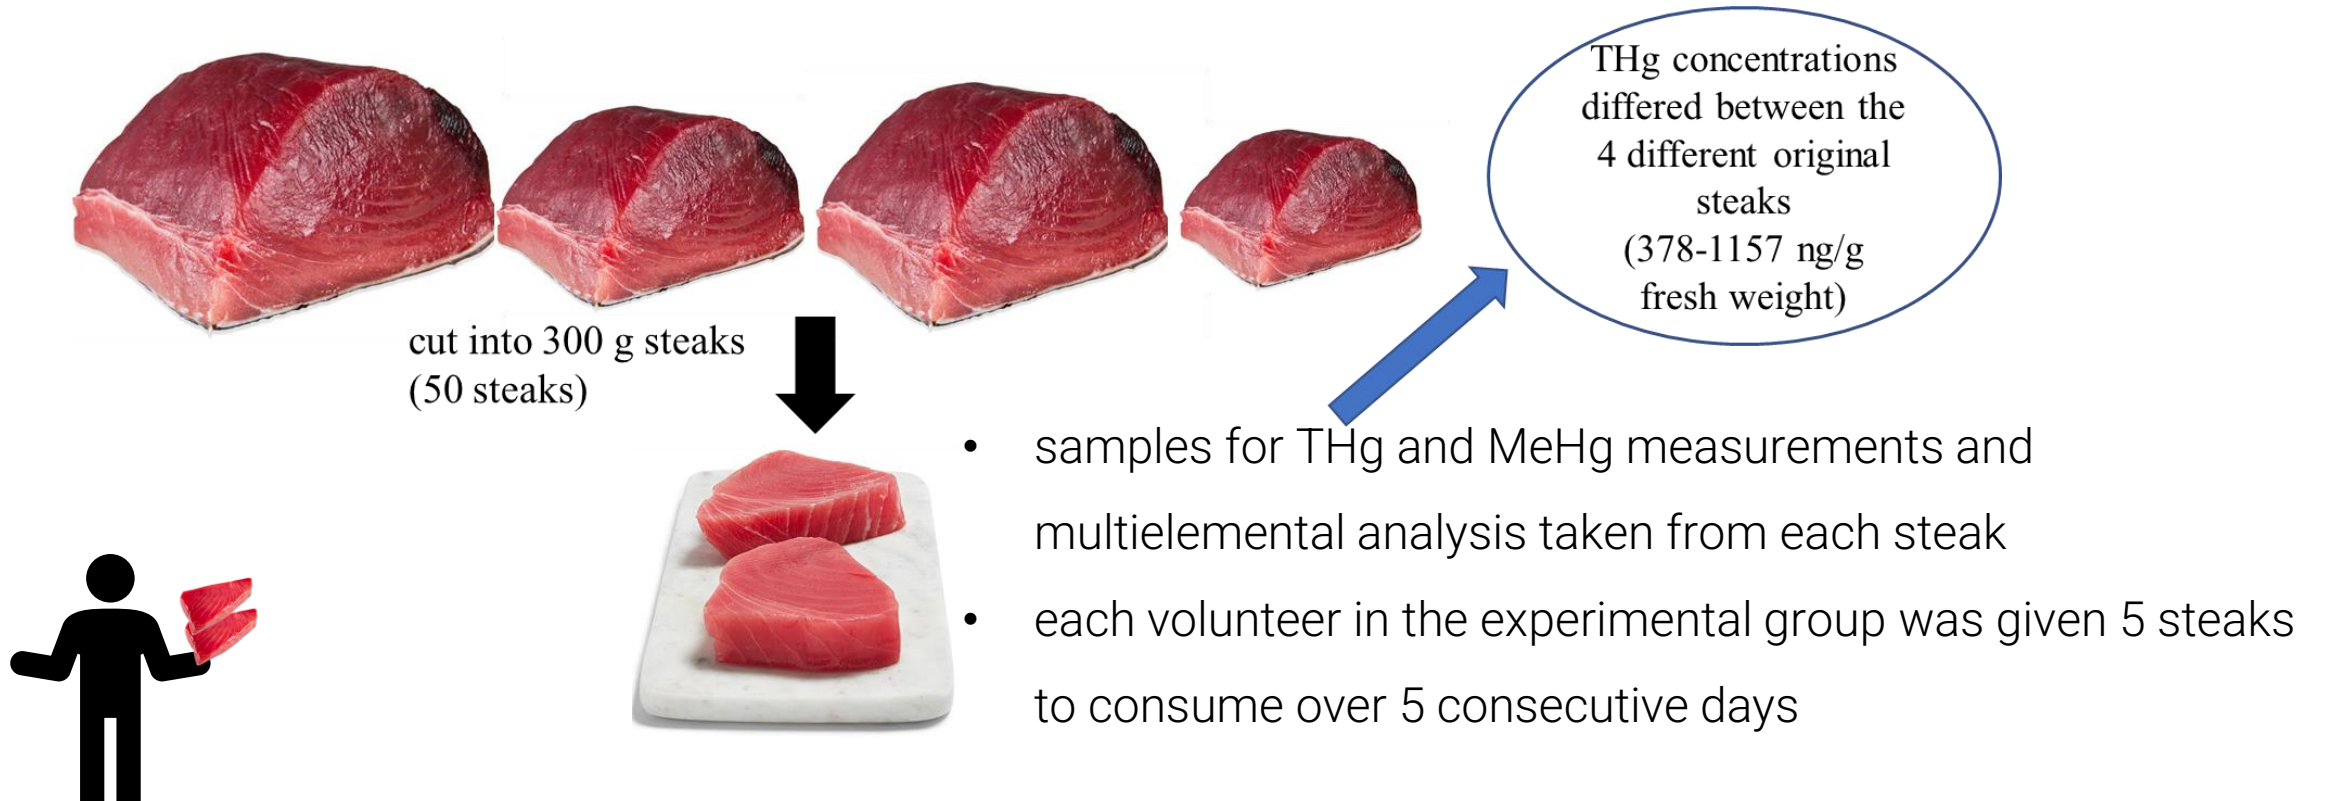 THg concentrations
differed between the
4 different original
steaks
(378-1157 ng/g
fresh weight)
cut into 300 g steaks
(50 steaks)
• samples for THg and MeHg measurements and
multielemental analysis taken from each steak
• each volunteer in the experimental group was given 5 steaks
to consume over 5 consecutive days